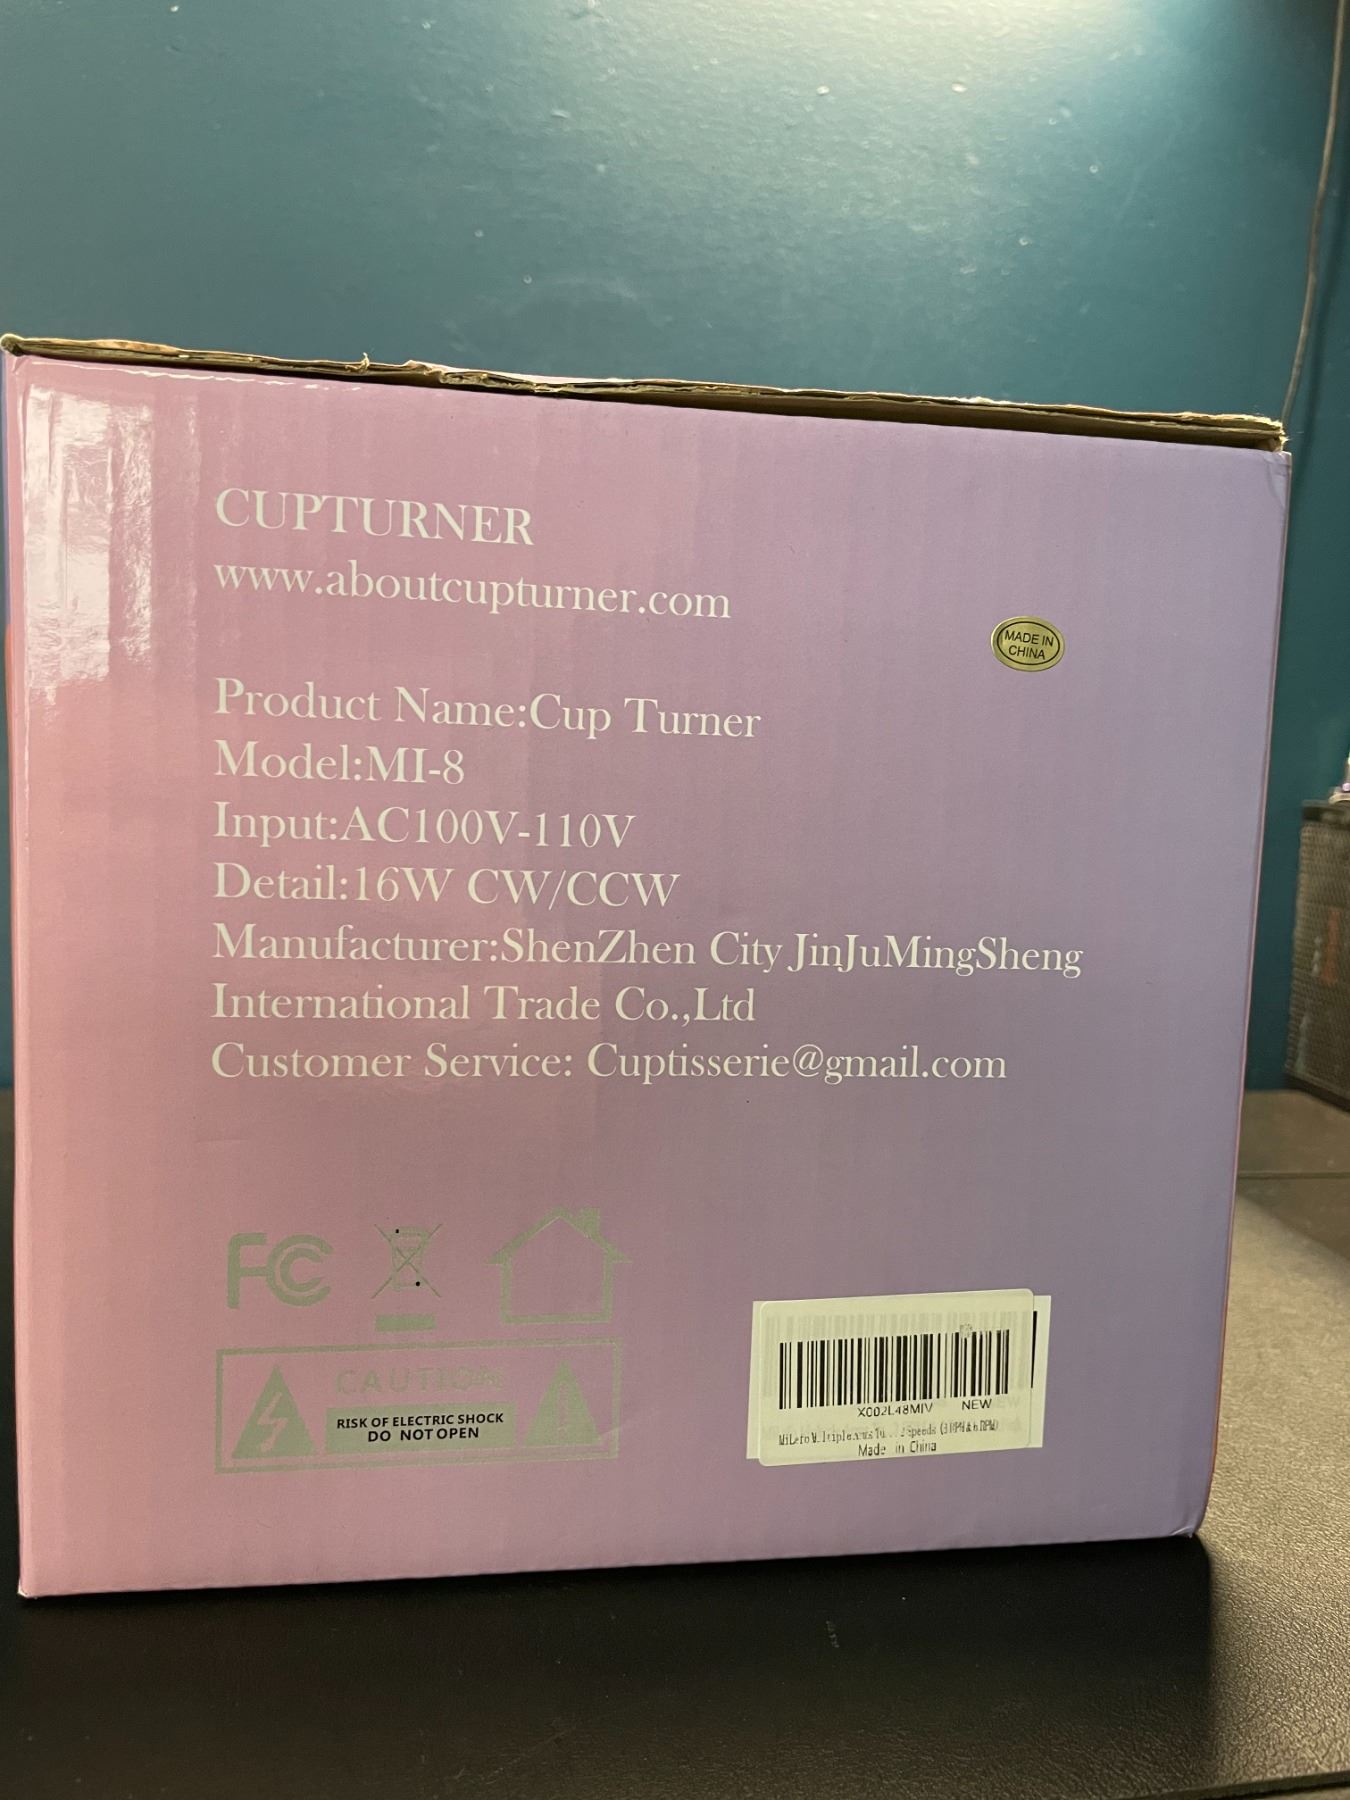 CUPTURNER
www.aboutcupturner.com
MADE IN
CHINA
Product Name:Cup Turner
Model:MI-8
Input:AC100V-110V
Detail:16W CW/CCW
Manufacturer:ShenZhen City JinJuMingSheng
International Trade Co.,Ltd
Customer Service: Cuptisserie@gmail.com
FC
CAUTION
RISK OF ELECTRIC SHOCK
DO NOT OPEN
X002L48MIV NEW
Speeds
Made in China